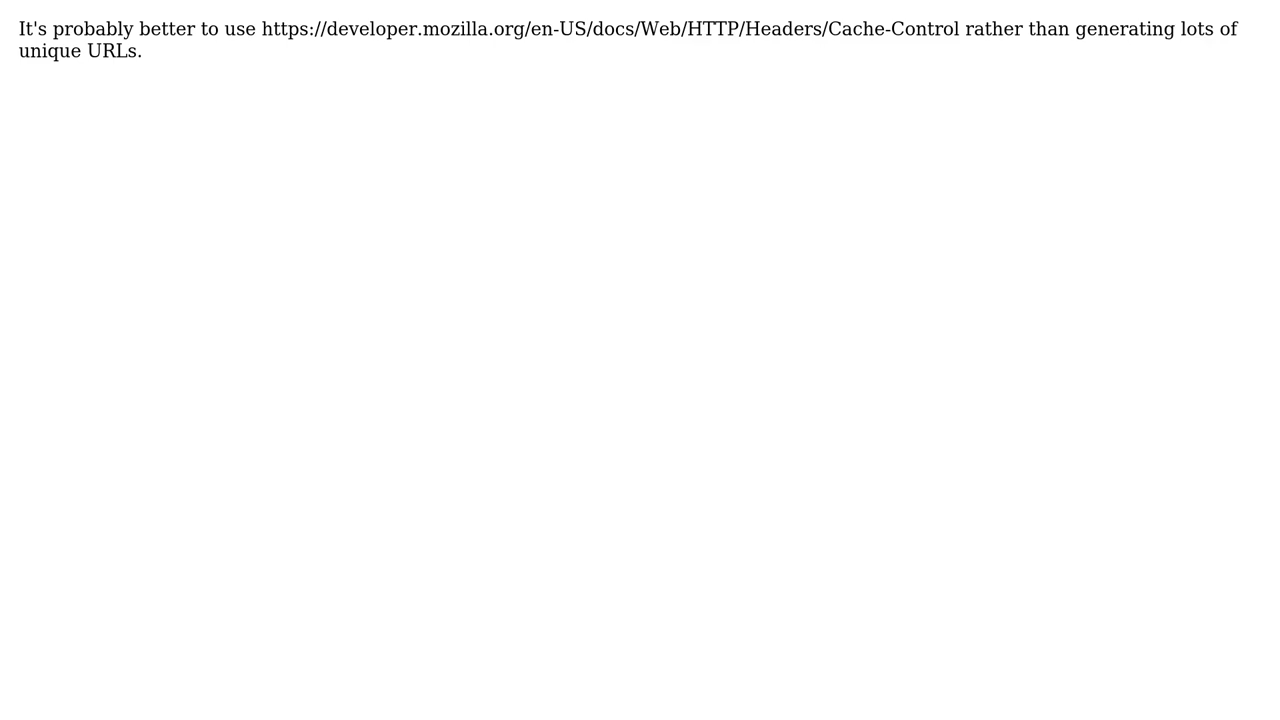 It's probably better to use https://developer.mozilla.org/en-US/docs/Web/HTTP/Headers/Cache-Control rather than generating lots of
unique URLs.